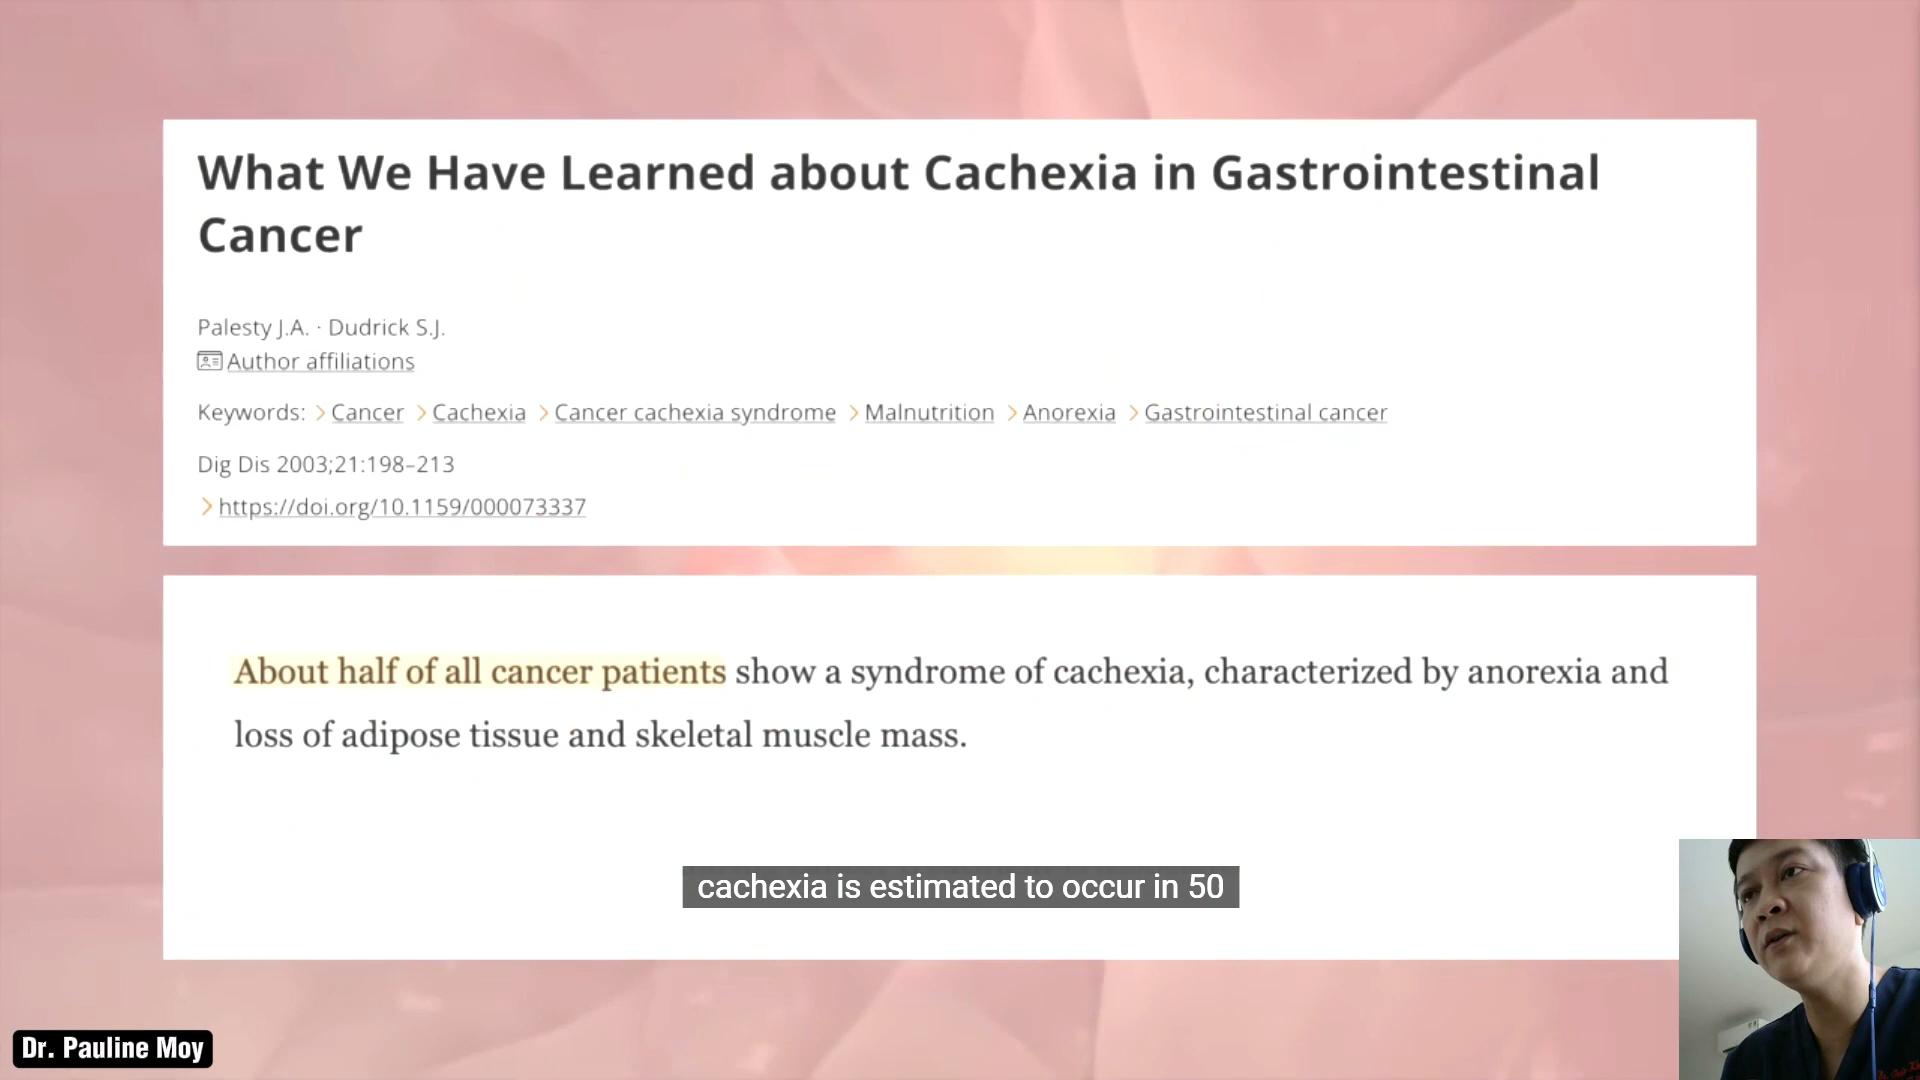 What We Have Learned about Cachexia in Gastrointestinal
Cancer
Palesty J.A. · Dudrick S.J.
Author affiliations
Keywords: > Cancer > Cachexia > Cancer cachexia syndrome > Malnutrition > Anorexia > Gastrointestinal cancer
Dig Dis 2003;21:198–213
> https://doi.org/10.1159/000073337
About half of all cancer patients show a syndrome of cachexia, characterized by anorexia and
loss of adipose tissue and skeletal muscle mass.
cachexia is estimated to occur in 50
Dr. Pauline Moy